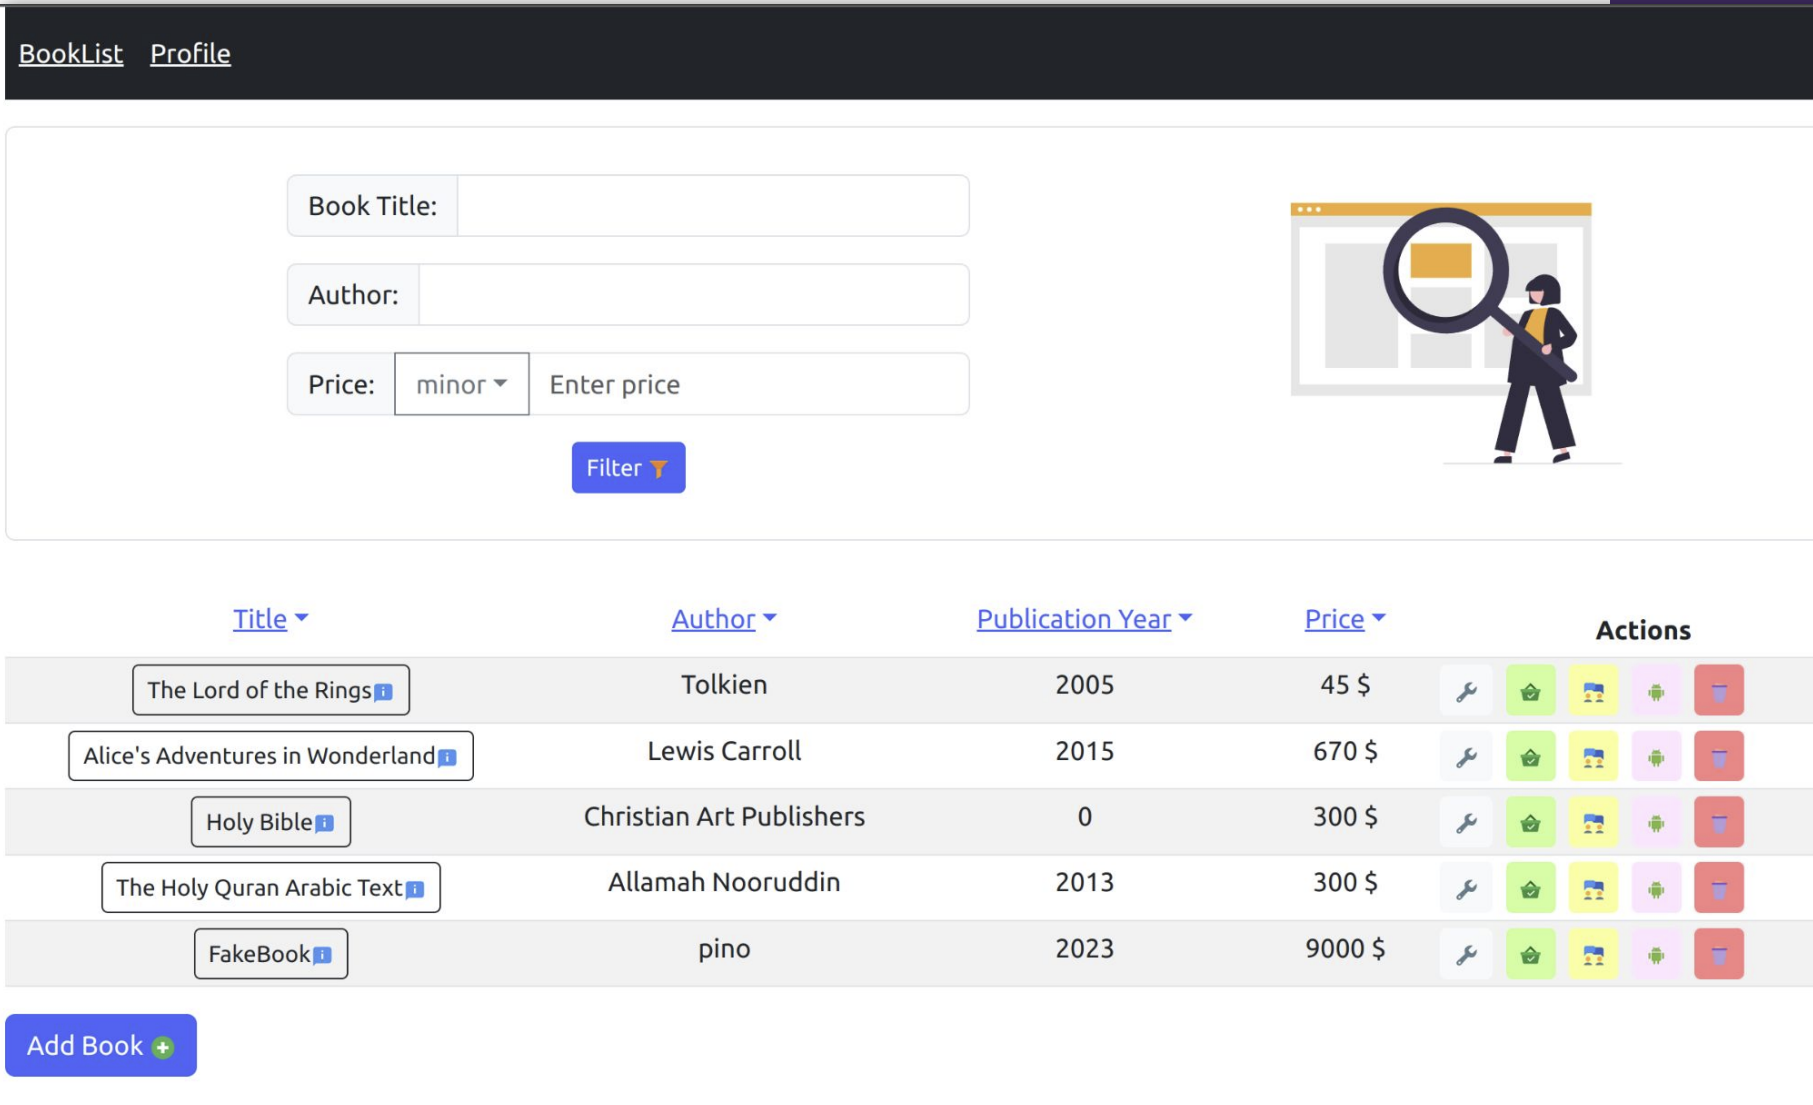 BookList Profile
Book Title:
Author:
Price: minor Enter price
Filter
Title Author Publication Year Price Actions
The Lord of the Rings Tolkien 2005 45 $
Alice's Adventures in Wonderland Lewis Carroll 2015 670 $
Holy Bible Christian Art Publishers 0 300 $
The Holy Quran Arabic Text Allamah Nooruddin 2013 300 $
FakeBook pino 2023 9000 $
Add Book